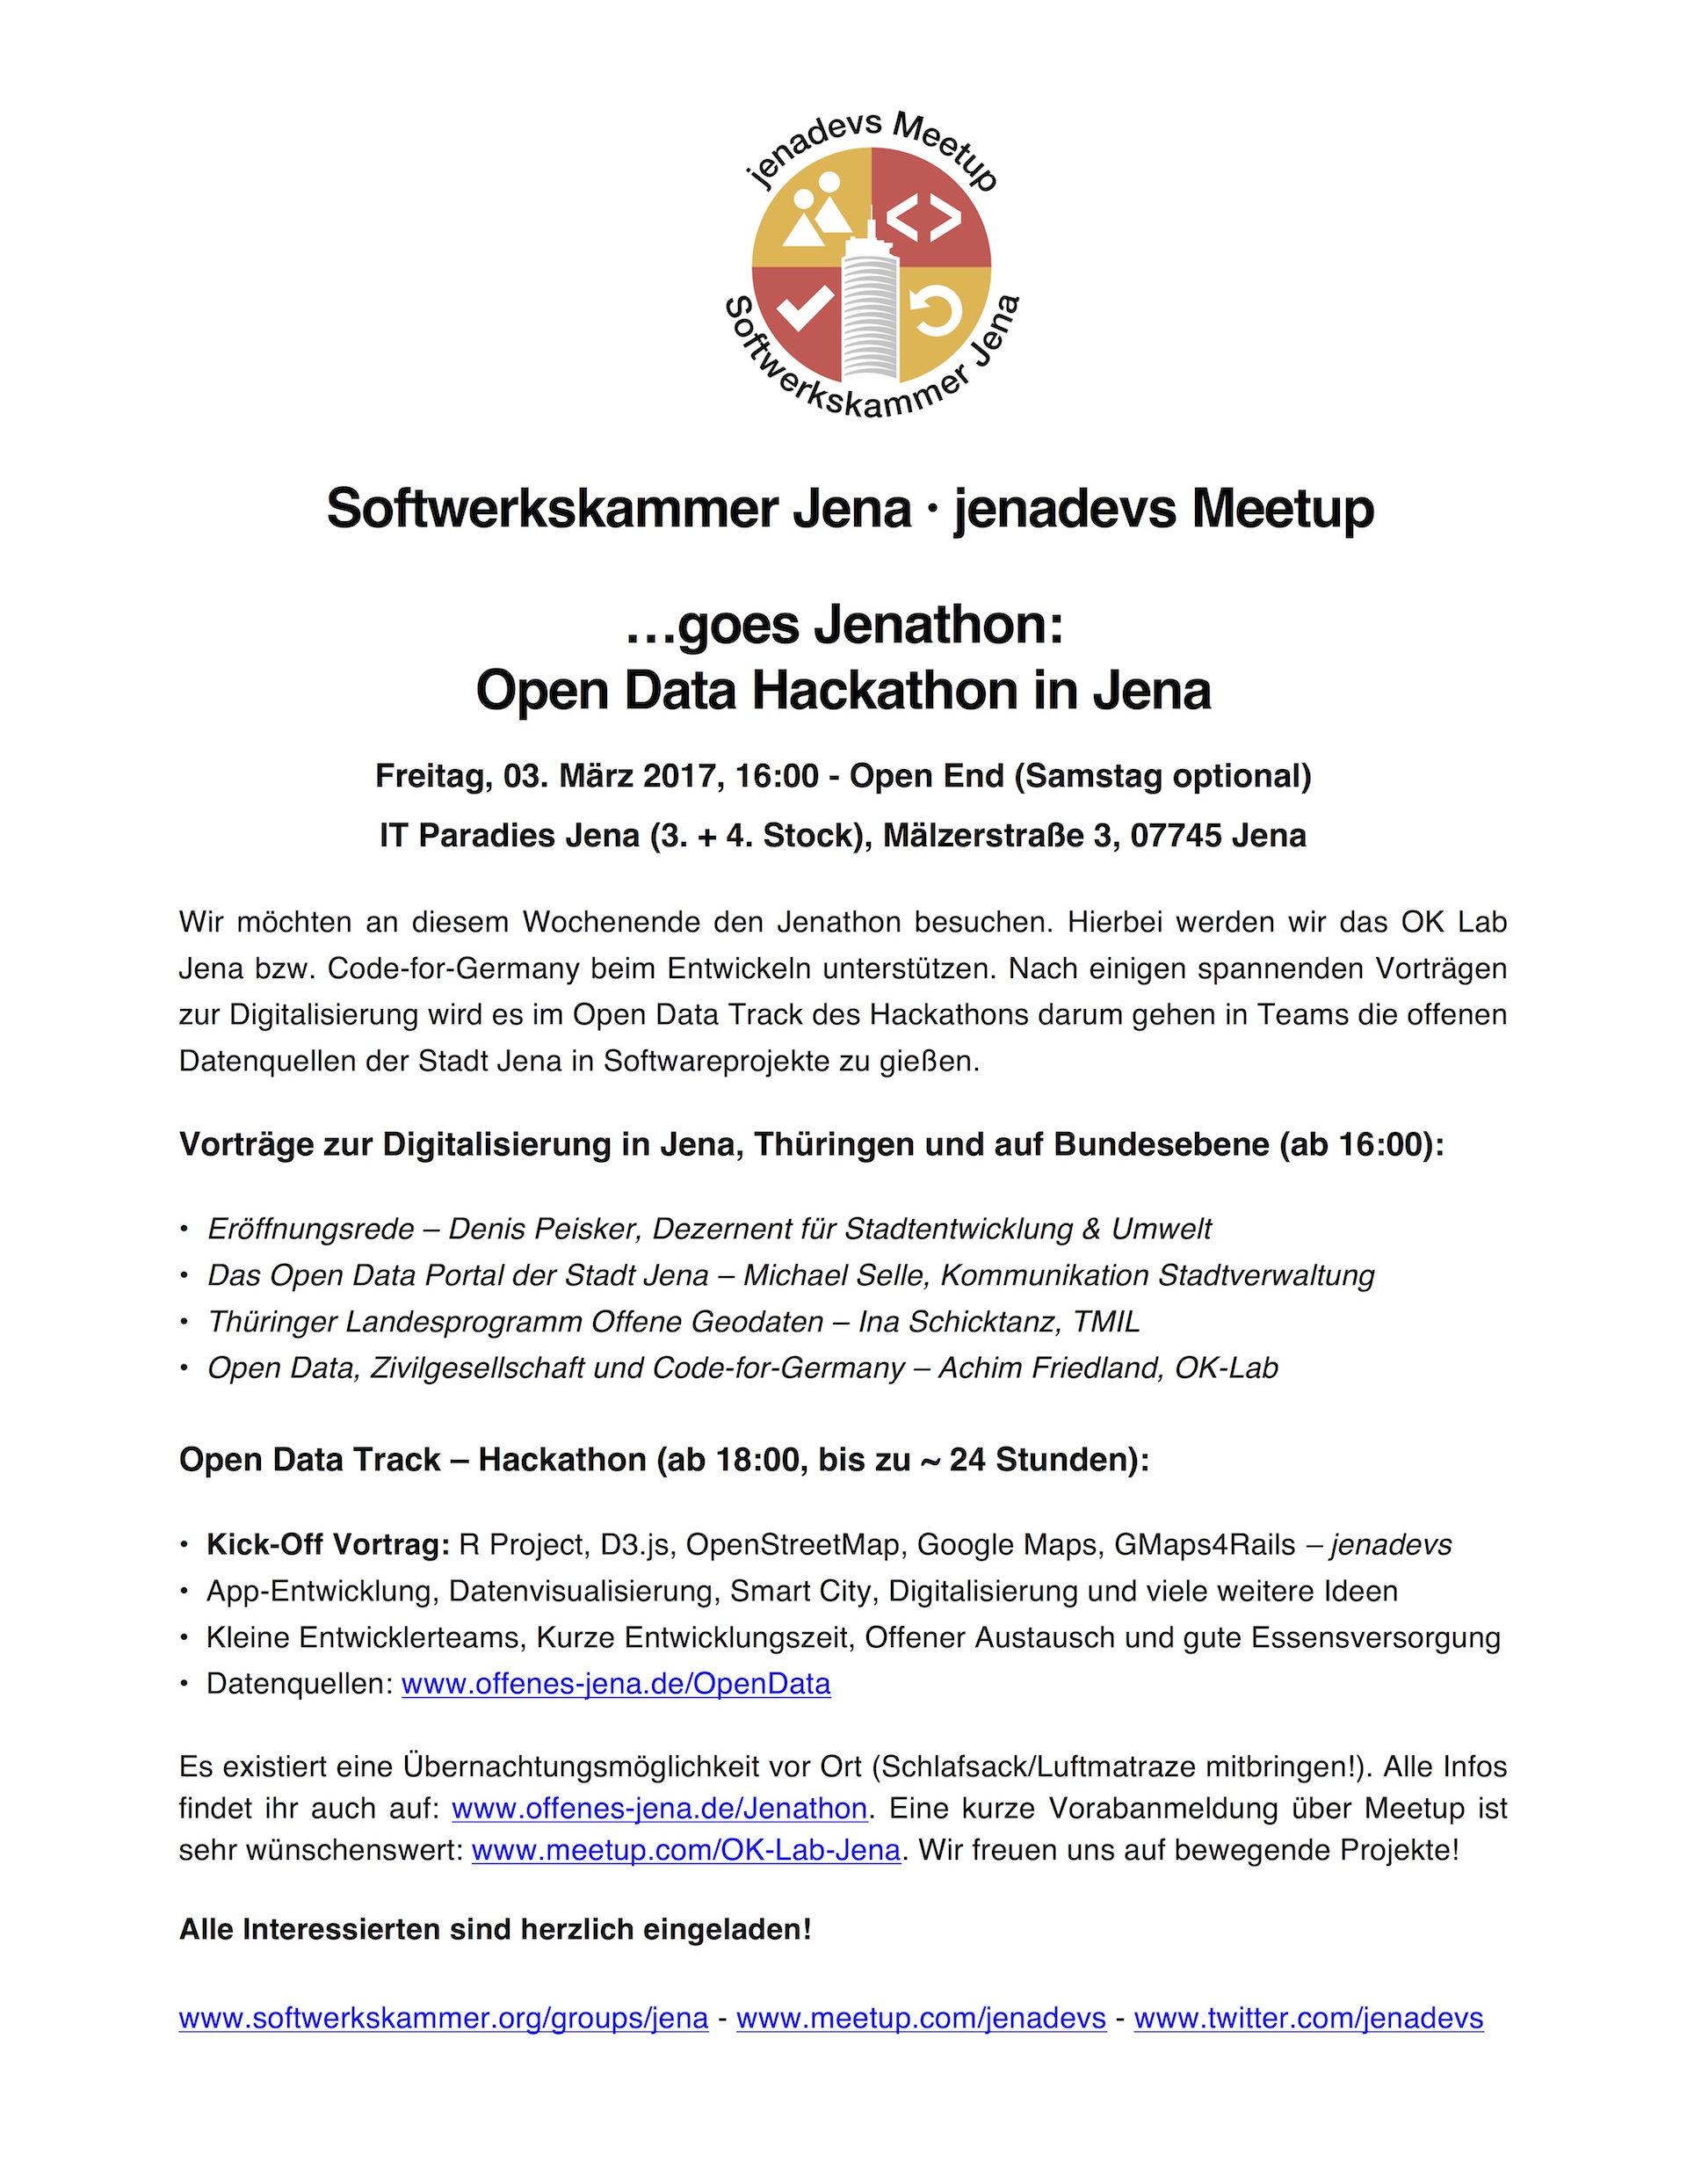 jenadevs Meetup
Softwerkskammer Jena
Softwerkskammer Jena · jenadevs Meetup
…goes Jenathon:
Open Data Hackathon in Jena
Freitag, 03. März 2017, 16:00 - Open End (Samstag optional)
IT Paradies Jena (3. + 4. Stock), Mälzerstraße 3, 07745 Jena
Wir möchten an diesem Wochenende den Jenathon besuchen. Hierbei werden wir das OK Lab
Jena bzw. Code-for-Germany beim Entwickeln unterstützen. Nach einigen spannenden Vorträgen
zur Digitalisierung wird es im Open Data Track des Hackathons darum gehen in Teams die offenen
Datenquellen der Stadt Jena in Softwareprojekte zu gießen.
Vorträge zur Digitalisierung in Jena, Thüringen und auf Bundesebene (ab 16:00):
• Eröffnungsrede – Denis Peisker, Dezernent für Stadtentwicklung & Umwelt
• Das Open Data Portal der Stadt Jena – Michael Selle, Kommunikation Stadtverwaltung
• Thüringer Landesprogramm Offene Geodaten – Ina Schicktanz, TMIL
• Open Data, Zivilgesellschaft und Code-for-Germany – Achim Friedland, OK-Lab
Open Data Track – Hackathon (ab 18:00, bis zu ~ 24 Stunden):
• Kick-Off Vortrag: R Project, D3.js, OpenStreetMap, Google Maps, GMaps4Rails – jenadevs
• App-Entwicklung, Datenvisualisierung, Smart City, Digitalisierung und viele weitere Ideen
• Kleine Entwicklerteams, Kurze Entwicklungszeit, Offener Austausch und gute Essensversorgung
• Datenquellen: www.offenes-jena.de/OpenData
Es existiert eine Übernachtungsmöglichkeit vor Ort (Schlafsack/Luftmatraze mitbringen!). Alle Infos
findet ihr auch auf: www.offenes-jena.de/Jenathon. Eine kurze Vorabanmeldung über Meetup ist
sehr wünschenswert: www.meetup.com/OK-Lab-Jena. Wir freuen uns auf bewegende Projekte!
Alle Interessierten sind herzlich eingeladen!
www.softwerkskammer.org/groups/jena - www.meetup.com/jenadevs - www.twitter.com/jenadevs